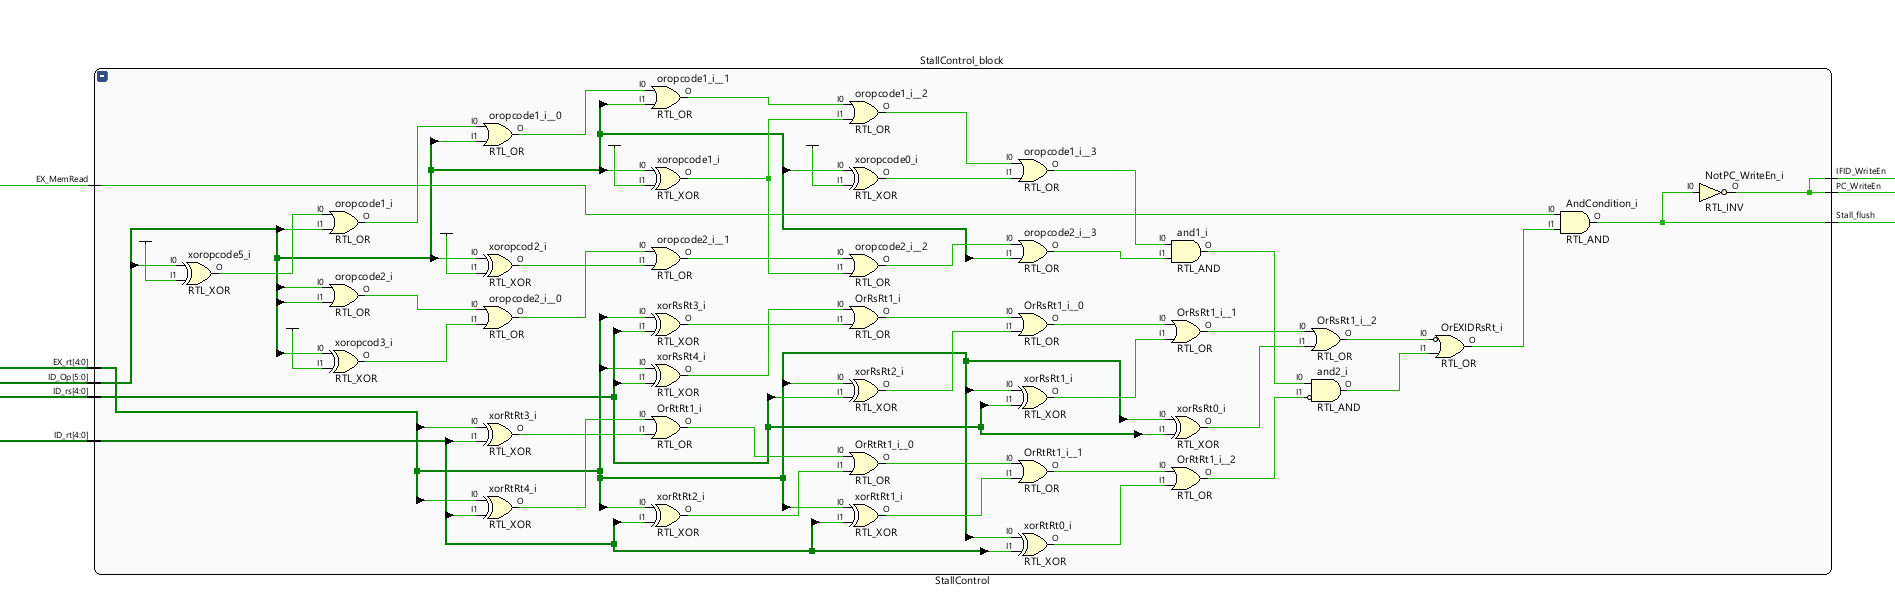 StallControl_block
EX_MemRead
EX_rt[4:0]
ID_Op[5:0]
ID_rs[4:0]
ID_rt[4:0]
I0 I1 O
xoropcode5_i
RTL_XOR
I0 I1 O
oropcode1_i
RTL_OR
I0 I1 O
oropcode2_i
RTL_OR
I0 I1 O
xoropcod3_i
RTL_XOR
I0 I1 O
oropcode1_i__0
RTL_OR
I0 I1 O
xoropcod2_i
RTL_XOR
I0 I1 O
oropcode2_i__0
RTL_OR
I0 I1 O
xorRtRt3_i
RTL_XOR
I0 I1 O
xorRtRt4_i
RTL_XOR
I0 I1 O
oropcode1_i__1
RTL_OR
I0 I1 O
xoropcode1_i
RTL_XOR
I0 I1 O
oropcode2_i__1
RTL_OR
I0 I1 O
xorRsRt3_i
RTL_XOR
I0 I1 O
xorRsRt4_i
RTL_XOR
I0 I1 O
OrRtRt1_i
RTL_OR
I0 I1 O
xorRtRt2_i
RTL_XOR
I0 I1 O
oropcode1_i__2
RTL_OR
I0 I1 O
xoropcode0_i
RTL_XOR
I0 I1 O
oropcode2_i__2
RTL_OR
I0 I1 O
OrRsRt1_i
RTL_OR
I0 I1 O
xorRsRt2_i
RTL_XOR
I0 I1 O
OrRtRt1_i__0
RTL_OR
I0 I1 O
xorRtRt1_i
RTL_XOR
I0 I1 O
oropcode1_i__3
RTL_OR
I0 I1 O
oropcode2_i__3
RTL_OR
I0 I1 O
OrRsRt1_i__0
RTL_OR
I0 I1 O
xorRsRt1_i
RTL_XOR
I0 I1 O
OrRtRt1_i__1
RTL_OR
I0 I1 O
xorRtRt0_i
RTL_XOR
I0 I1 O
and1_i
RTL_AND
I0 I1 O
OrRsRt1_i__1
RTL_OR
I0 I1 O
xorRsRt0_i
RTL_XOR
I0 I1 O
OrRtRt1_i__2
RTL_OR
I0 I1 O
OrRsRt1_i__2
RTL_OR
I0 I1 O
and2_i
RTL_AND
I0 I1 O
OrEXIDRsRt_i
RTL_OR
I0 I1 O
AndCondition_i
RTL_AND
I0 O
NotPC_WriteEn_i
RTL_INV
IFID_WriteEn
PC_WriteEn
Stall_flush
StallControl